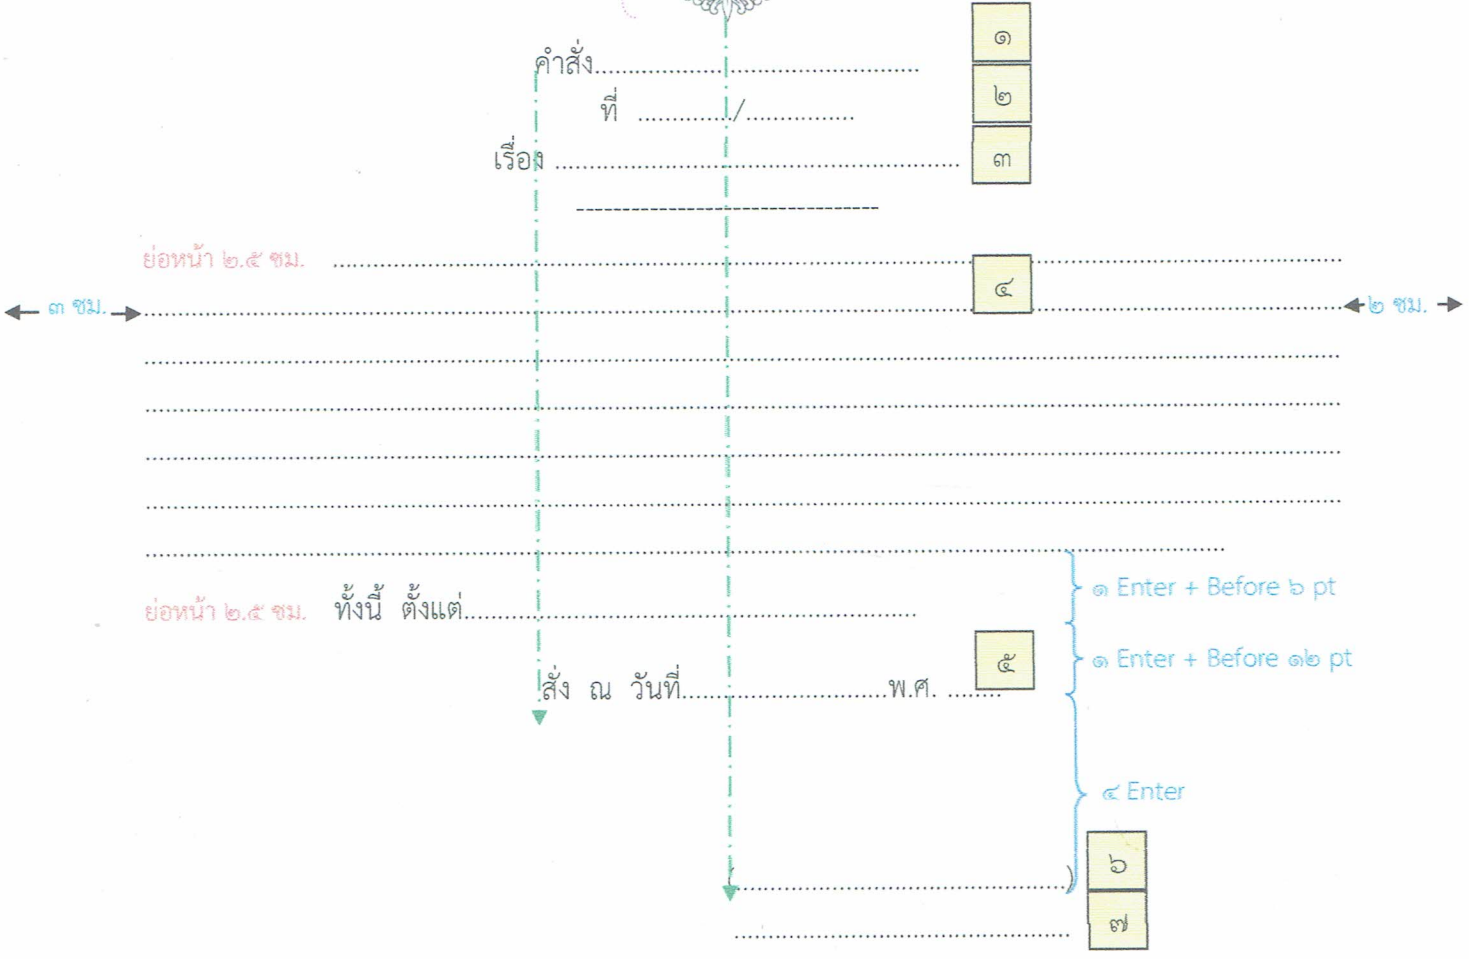 ๑
คำสั่ง................................................
๒
ที่ ............../................
๓
เรื่อง ..............................................................
---------------------------------
ย่อหน้า ๒.๕ ซม. ..............................................................
๔
๓ ซม. .............................................................. ๒ ซม.
..............................................................
..............................................................
..............................................................
..............................................................
..............................................................
๑ Enter + Before ๖ pt
ย่อหน้า ๒.๕ ซม. ทั้งนี้ ตั้งแต่..............................................................
๕
๑ Enter + Before ๑๒ pt
สั่ง ณ วันที่...............................พ.ศ. ........
๔ Enter
๖
(..................................................)
๗
..................................................